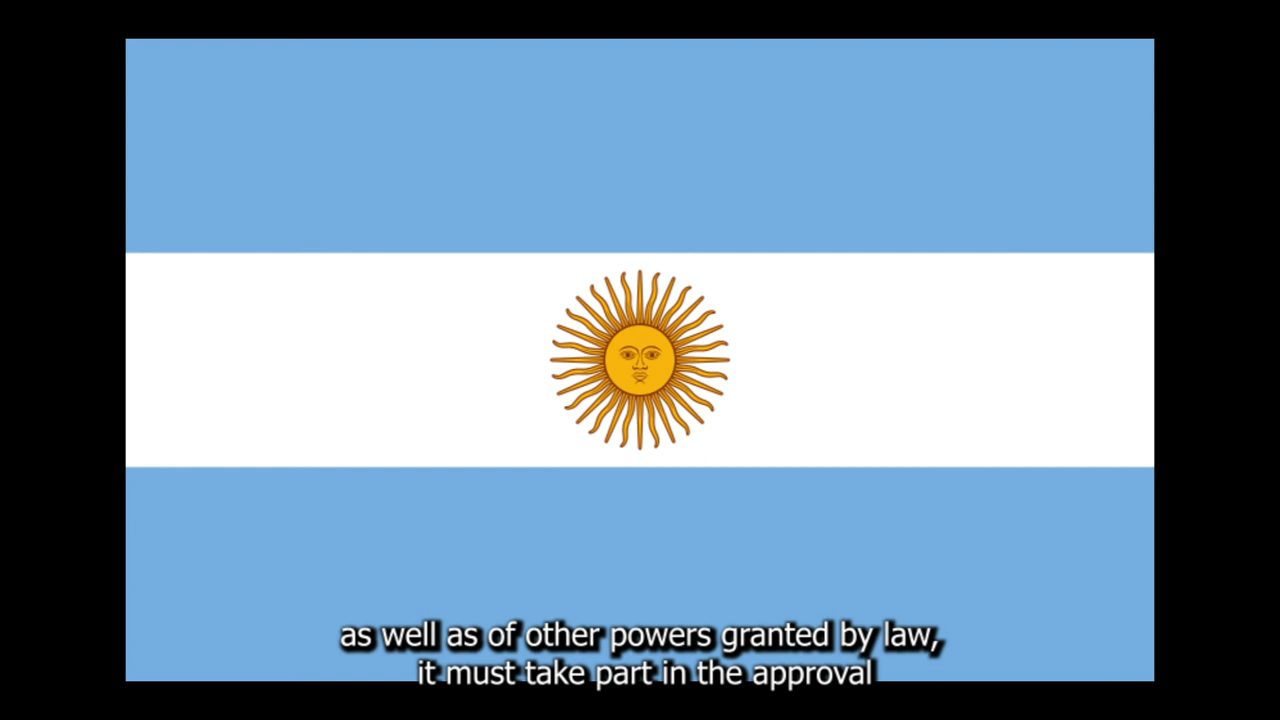 as well as of other powers granted by law,
it must take part in the approval